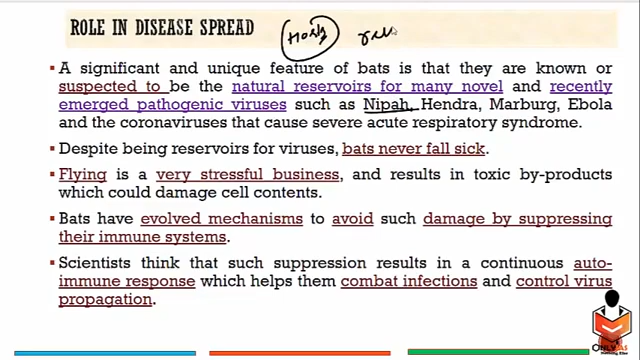 ROLE IN DISEASE SPREAD
A significant and unique feature of bats is that they are known or
suspected to be the natural reservoirs for many novel and recently
emerged pathogenic viruses such as Nipah, Hendra, Marburg, Ebola
and the coronaviruses that cause severe acute respiratory syndrome.
Despite being reservoirs for viruses, bats never fall sick.
Flying is a very stressful business, and results in toxic by-products
which could damage cell contents.
Bats have evolved mechanisms to avoid such damage by suppressing
their immune systems.
Scientists think that such suppression results in a continuous auto-
immune response which helps them combat infections and control virus
propagation.